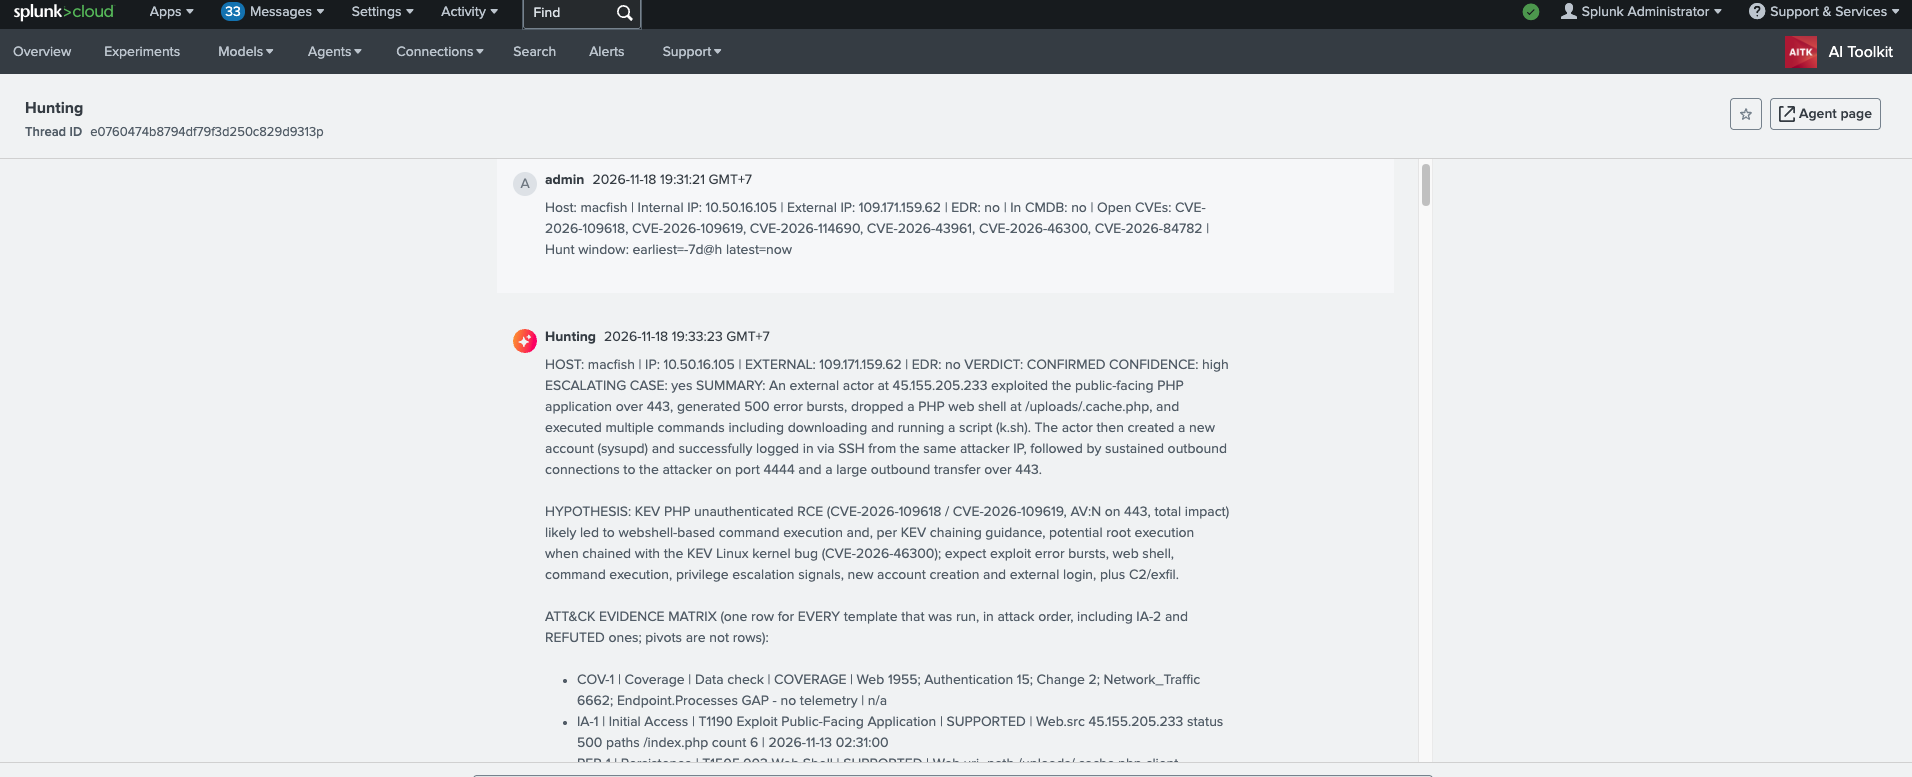 splunk>cloud Apps 33 Messages Settings Activity Find Splunk Administrator ? Support & Services
Overview Experiments Models Agents Connections Search Alerts Support AITK AI Toolkit
Hunting
Thread ID e0760474b8794df79f3d250c829d9313p
Agent page
A admin 2026-11-18 19:31:21 GMT+7
Host: macfish | Internal IP: 10.50.16.105 | External IP: 109.171.159.62 | EDR: no | In CMDB: no | Open CVEs: CVE-
2026-109618, CVE-2026-109619, CVE-2026-114690, CVE-2026-43961, CVE-2026-46300, CVE-2026-84782 |
Hunt window: earliest=-7d@h latest=now
Hunting 2026-11-18 19:33:23 GMT+7
HOST: macfish | IP: 10.50.16.105 | EXTERNAL: 109.171.159.62 | EDR: no VERDICT: CONFIRMED CONFIDENCE: high
ESCALATING CASE: yes SUMMARY: An external actor at 45.155.205.233 exploited the public-facing PHP
application over 443, generated 500 error bursts, dropped a PHP web shell at /uploads/.cache.php, and
executed multiple commands including downloading and running a script (k.sh). The actor then created a new
account (sysupd) and successfully logged in via SSH from the same attacker IP, followed by sustained outbound
connections to the attacker on port 4444 and a large outbound transfer over 443.
HYPOTHESIS: KEV PHP unauthenticated RCE (CVE-2026-109618 / CVE-2026-109619, AV:N on 443, total impact)
likely led to webshell-based command execution and, per KEV chaining guidance, potential root execution
when chained with the KEV Linux kernel bug (CVE-2026-46300); expect exploit error bursts, web shell,
command execution, privilege escalation signals, new account creation and external login, plus C2/exfil.
ATT&CK EVIDENCE MATRIX (one row for EVERY template that was run, in attack order, including IA-2 and
REFUTED ones; pivots are not rows):
• COV-1 | Coverage | Data check | COVERAGE | Web 1955; Authentication 15; Change 2; Network_Traffic
6662; Endpoint.Processes GAP - no telemetry | n/a
• IA-1 | Initial Access | T1190 Exploit Public-Facing Application | SUPPORTED | Web.src 45.155.205.233 status
500 paths /index.php count 6 | 2026-11-13 02:31:00